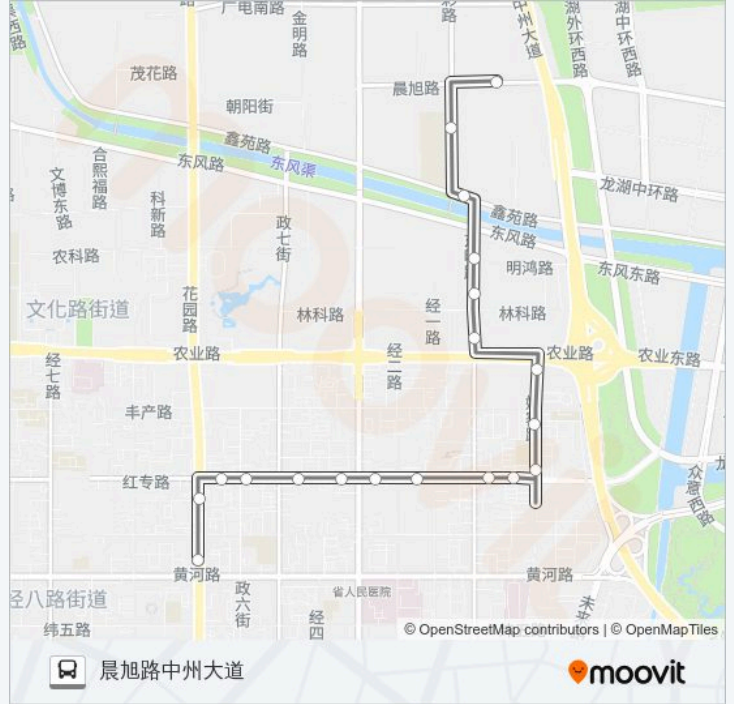 广电南路
金明路
中州大道
湖外环西路
湖中环西路
茂花路
晨旭路
朝阳街
鑫苑路
东风路
东风渠
合熙福路
文博东路
科新路
龙湖中环路
鑫苑路
东风路
政七街
农科路
明鸿路
东风东路
花园路
文化路街道
林科路
经一路
林科路
农业路
经二路
农业路
农业东路
经七路
丰产路
红专路
众意西路
黄河路
黄河路
省人民医院
政六街
经八路街道
经四
纬五路
© OpenStreetMap contributors | © OpenMapTiles
晨旭路中州大道
moovit